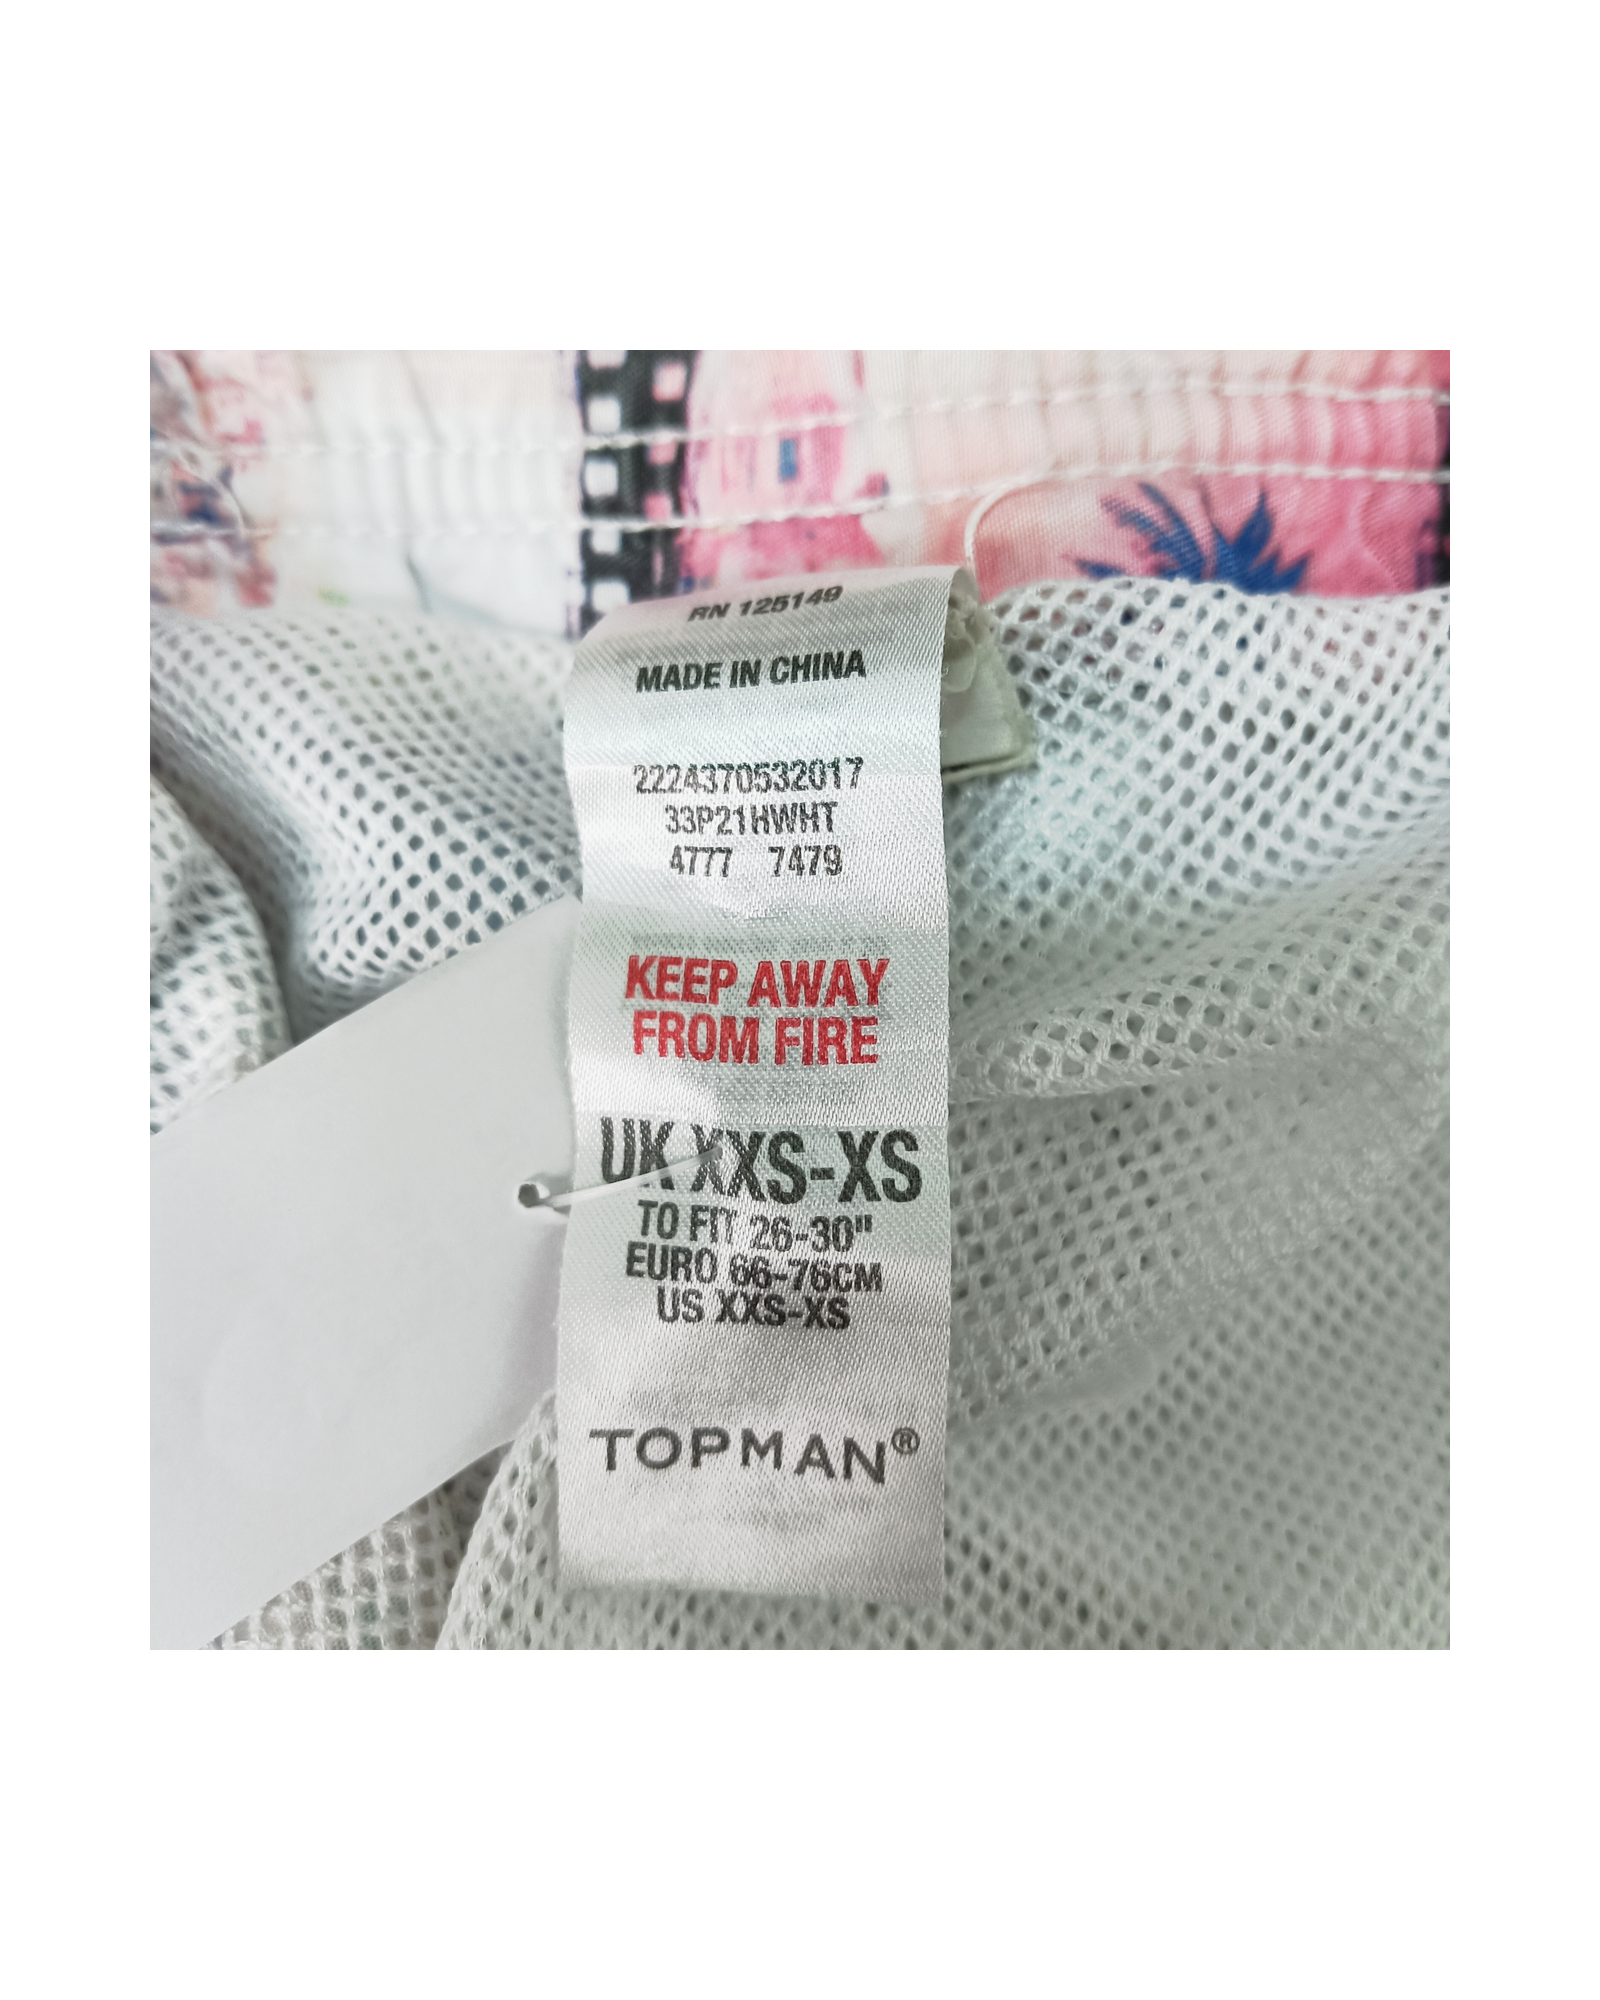 RN 125149
MADE IN CHINA
2224370532017
33P21HWHT
4777 7479
KEEP AWAY
FROM FIRE
UK XXS-XS
TO FIT 26-30"
EURO 66-76CM
US XXS-XS
TOPMAN®